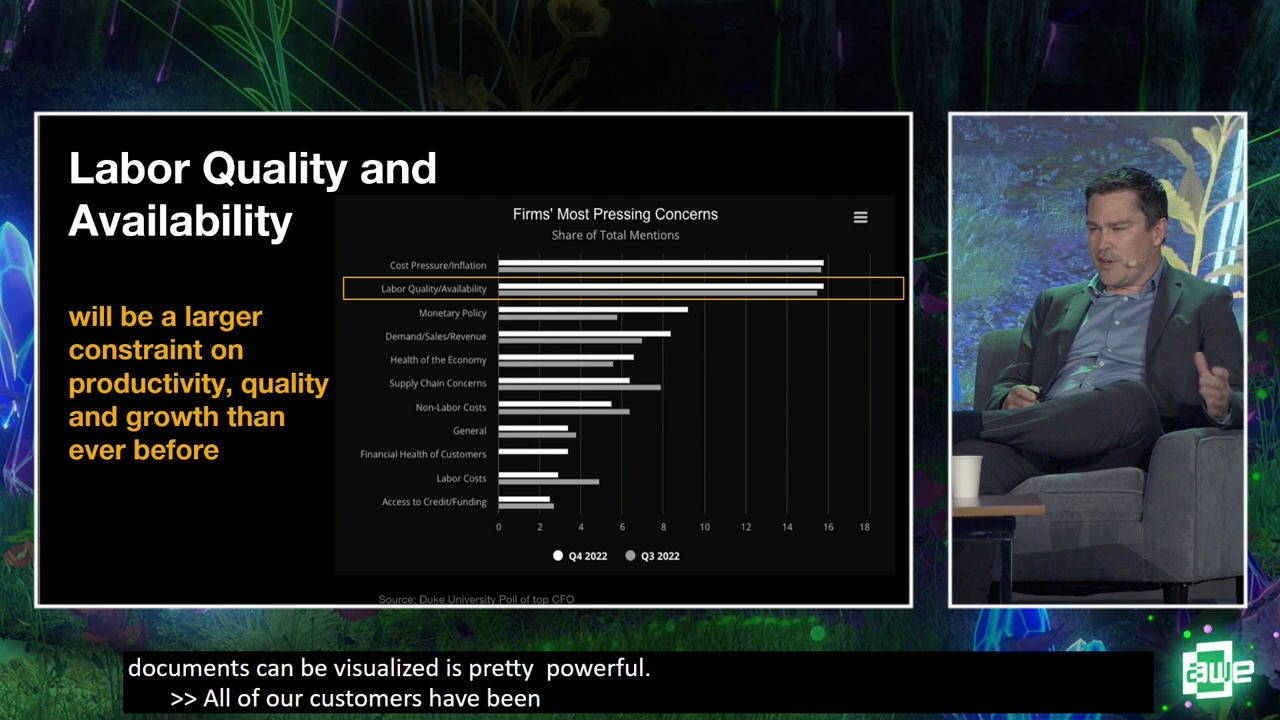 Labor Quality and
Availability
will be a larger
constraint on
productivity, quality
and growth than
ever before
Firms' Most Pressing Concerns
Share of Total Mentions
Cost Pressure/Inflation
Labor Quality/Availability
Monetary Policy
Demand/Sales/Revenue
Health of the Economy
Supply Chain Concerns
Non-Labor Costs
General
Financial Health of Customers
Labor Costs
Access to Credit/Funding
0 2 4 6 8 10 12 14 16 18
Q4 2022 Q3 2022
Source: Duke University Poll of top CFO
documents can be visualized is pretty powerful.
>> All of our customers have been
awe